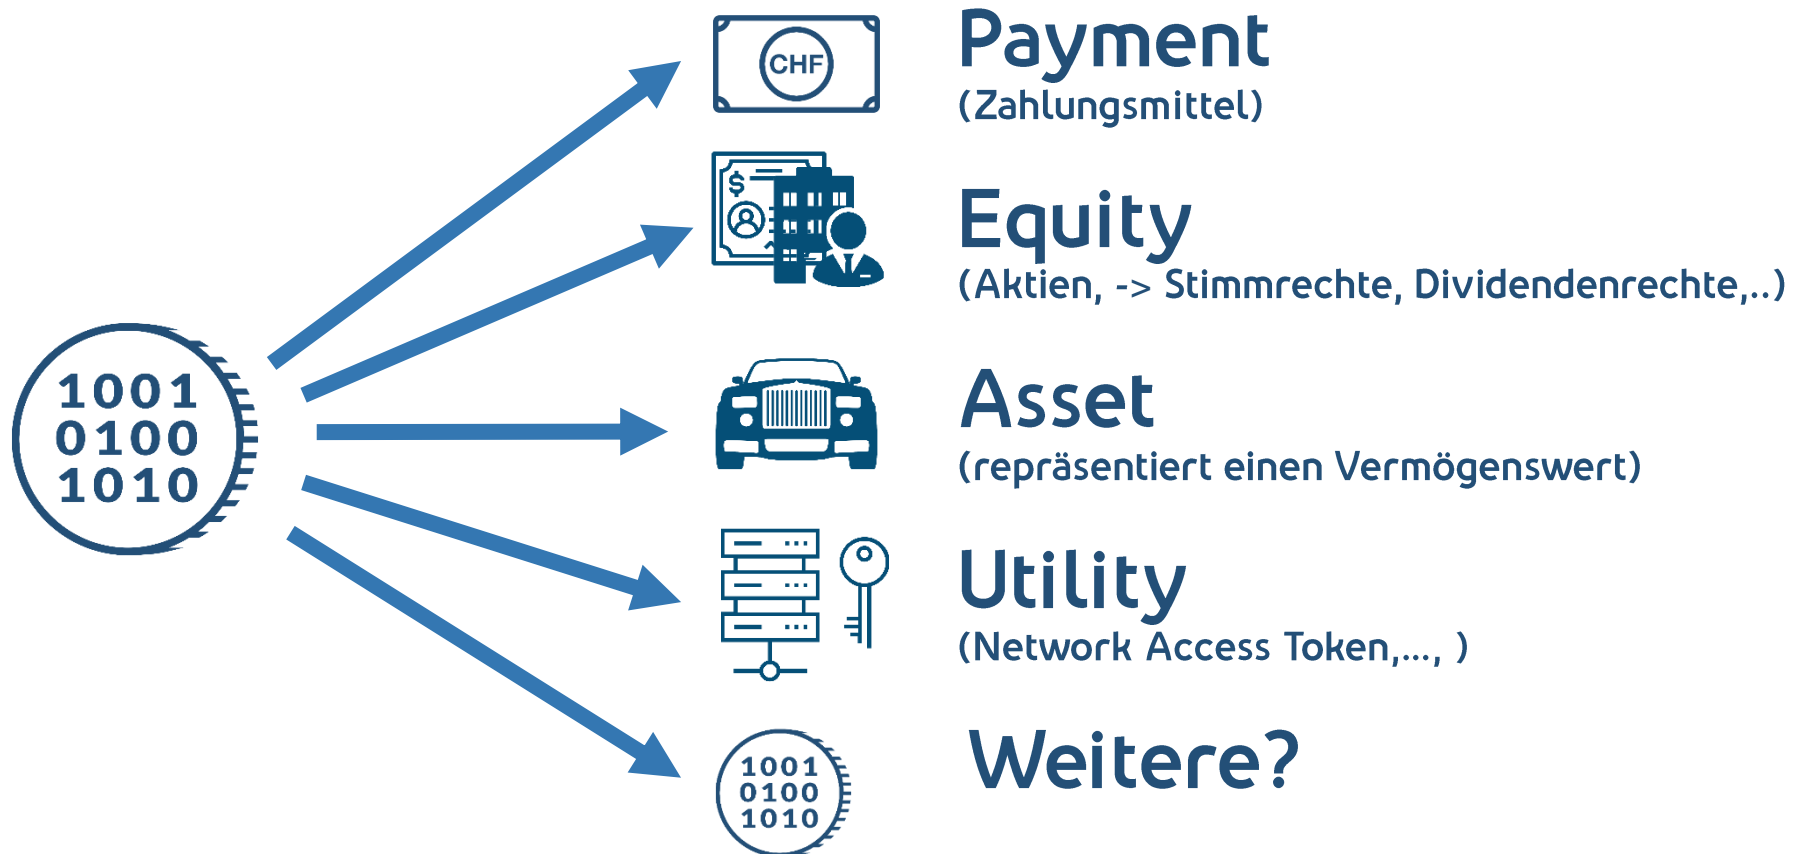 CHF
Payment
(Zahlungsmittel)
$
Equity
(Aktien, -> Stimmrechte, Dividendenrechte,..)
1001
0100
1010
Asset
(repräsentiert einen Vermögenswert)
Utility
(Network Access Token,..., )
Weitere?
1001
0100
1010